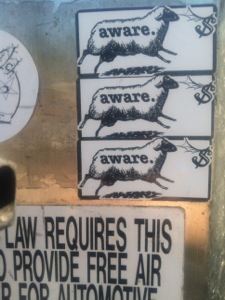 aware.
$
aware.
$
aware.
$
LAW REQUIRES THIS
O PROVIDE FREE AIR
R FOR AUTOMOTIVE